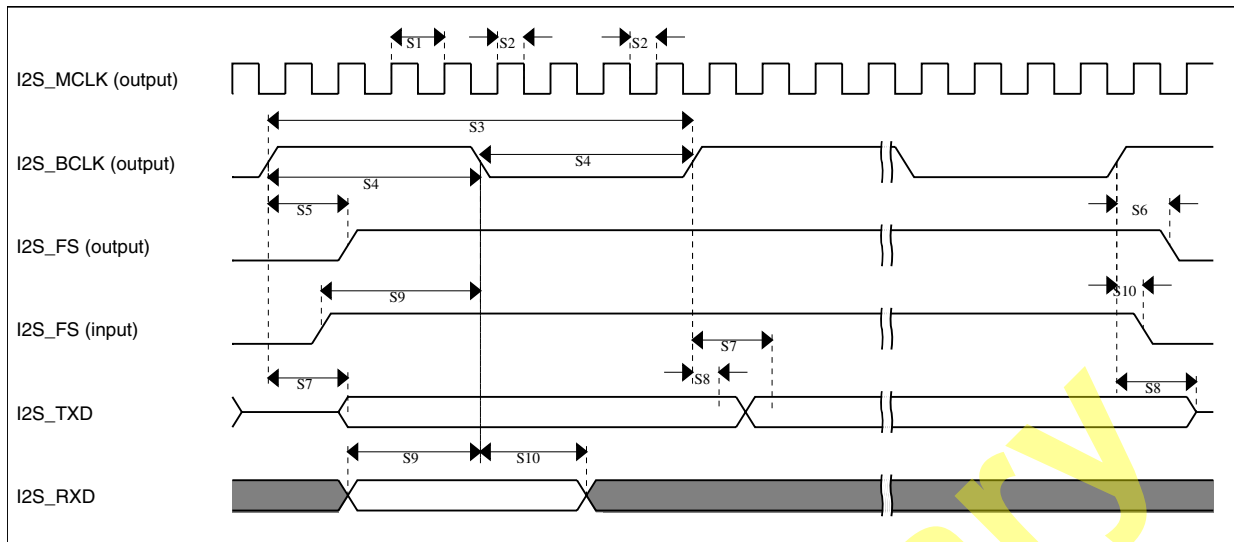 S1 S2 S2
I2S_MCLK (output)
S3
I2S_BCLK (output) S4
S4
S5 S6
I2S_FS (output)
S9 S10
I2S_FS (input)
S7
S7 S8 S8
I2S_TXD
S9 S10
I2S_RXD
ry